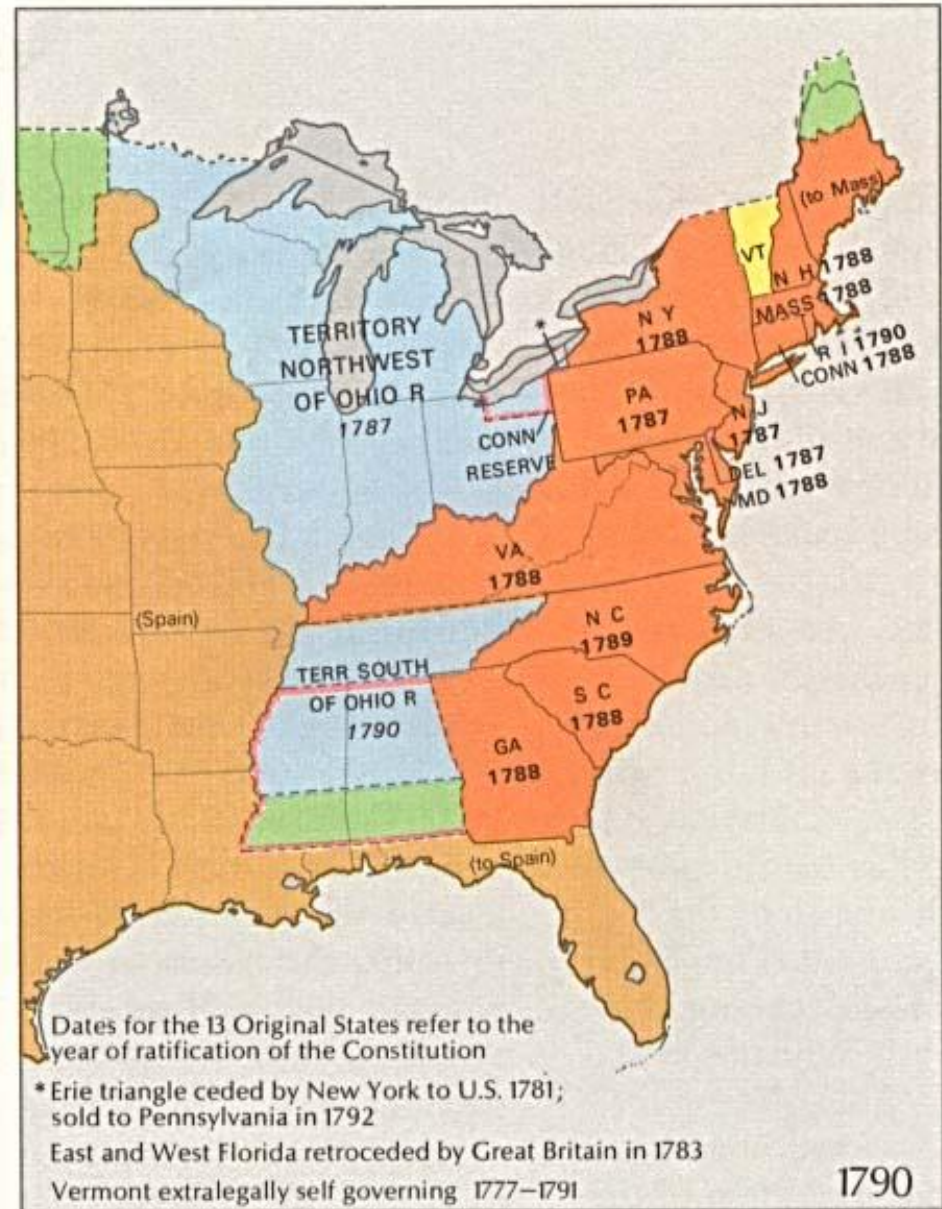 (to Mass)
VT
N H 1788
MASS 1788
N Y
1788
*
R I 1790
CONN 1788
TERRITORY
NORTHWEST
OF OHIO R
1787
PA
1787
N J
1787
CONN
RESERVE
DEL 1787
MD 1788
VA
1788
(Spain)
N C
1789
TERR SOUTH
OF OHIO R
1790
S C
1788
GA
1788
(to Spain)
Dates for the 13 Original States refer to the
year of ratification of the Constitution
* Erie triangle ceded by New York to U.S. 1781;
sold to Pennsylvania in 1792
East and West Florida retroceded by Great Britain in 1783
Vermont extralegally self governing 1777–1791
1790